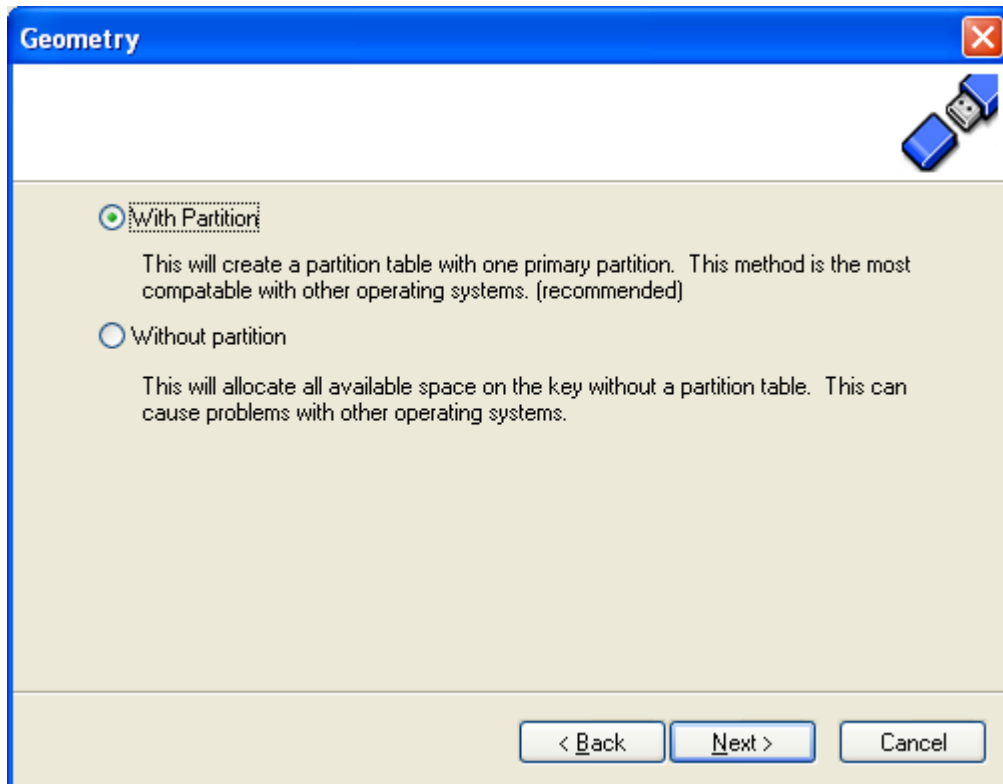 Geometry
With Partition
This will create a partition table with one primary partition.  This method is the most
compatable with other operating systems. (recommended)
Without partition
This will allocate all available space on the key without a partition table.  This can
cause problems with other operating systems.
< Back
Next >
Cancel